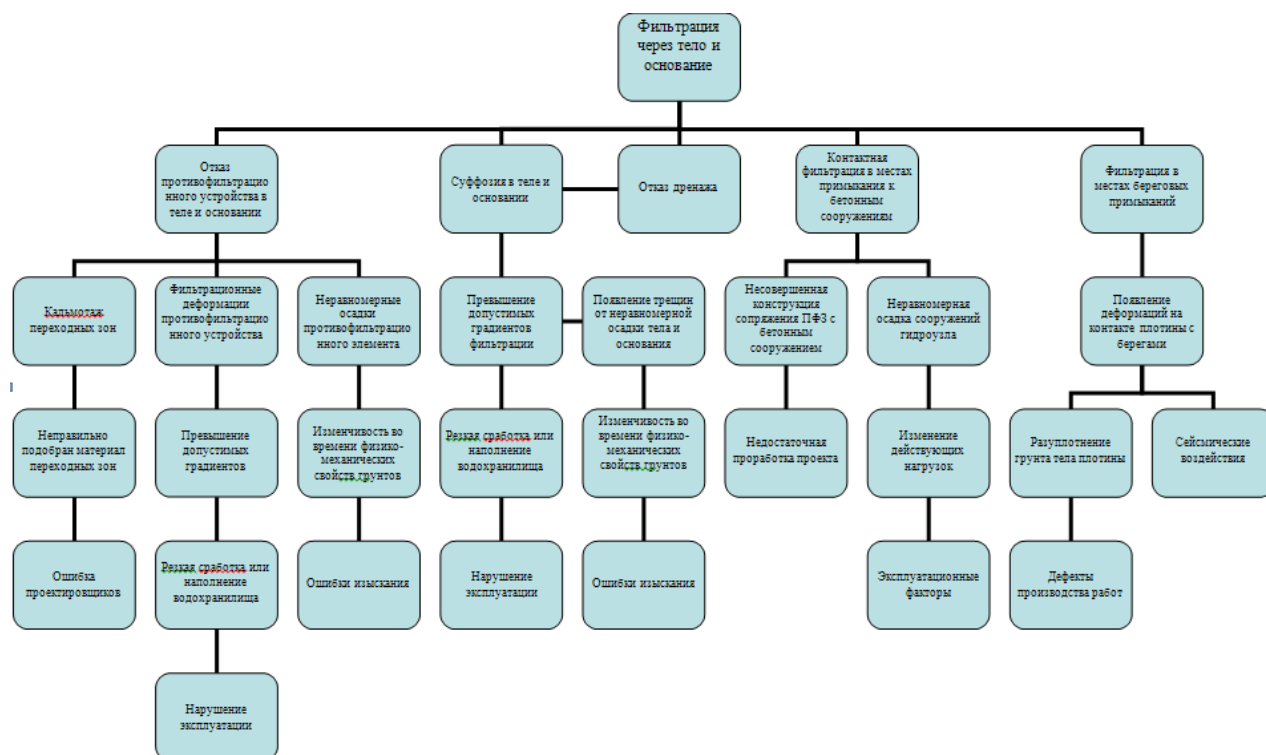 Фильтрация
через тело и
основание
Отказ
противофильтрацио
нного устройства в
теле и основании
Суффозия в теле и
основании
Отказ дренажа
Контактная
фильтрация в местах
примыкания к
бетонным
сооружениям
Фильтрация в
местах береговых
примыканий
Кальмотаж
переходных зон
Фильтрационные
деформации
противофильтрацио
нного устройства
Неравномерные
осадки
противофильтрацио
нного элемента
Превышение
допустимых
градиентов
фильтрации
Появление трещин
от неравномерной
осадки тела и
основания
Несовершенная
конструкция
сопряжения ПФЗ с
бетонным
сооружением
Неравномерная
осадка сооружений
гидроузла
Появление
деформаций на
контакте плотины с
берегами
Неправильно
подобран материал
переходных зон
Превышение
допустимых
градиентов
Изменчивость во
времени физико-
механических
свойств грунтов
Резкая сработка или
наполнение
водохранилища
Изменчивость во
времени физико-
механических
свойств грунтов
Недостаточная
проработка проекта
Изменение
действующих
нагрузок
Разуплотнение
грунта тела плотины
Сейсмические
воздействия
Ошибка
проектировщиков
Резкая сработка или
наполнение
водохранилища
Ошибки изыскания
Нарушение
эксплуатации
Ошибки изыскания
Эксплуатационные
факторы
Дефекты
производства работ
Нарушение
эксплуатации